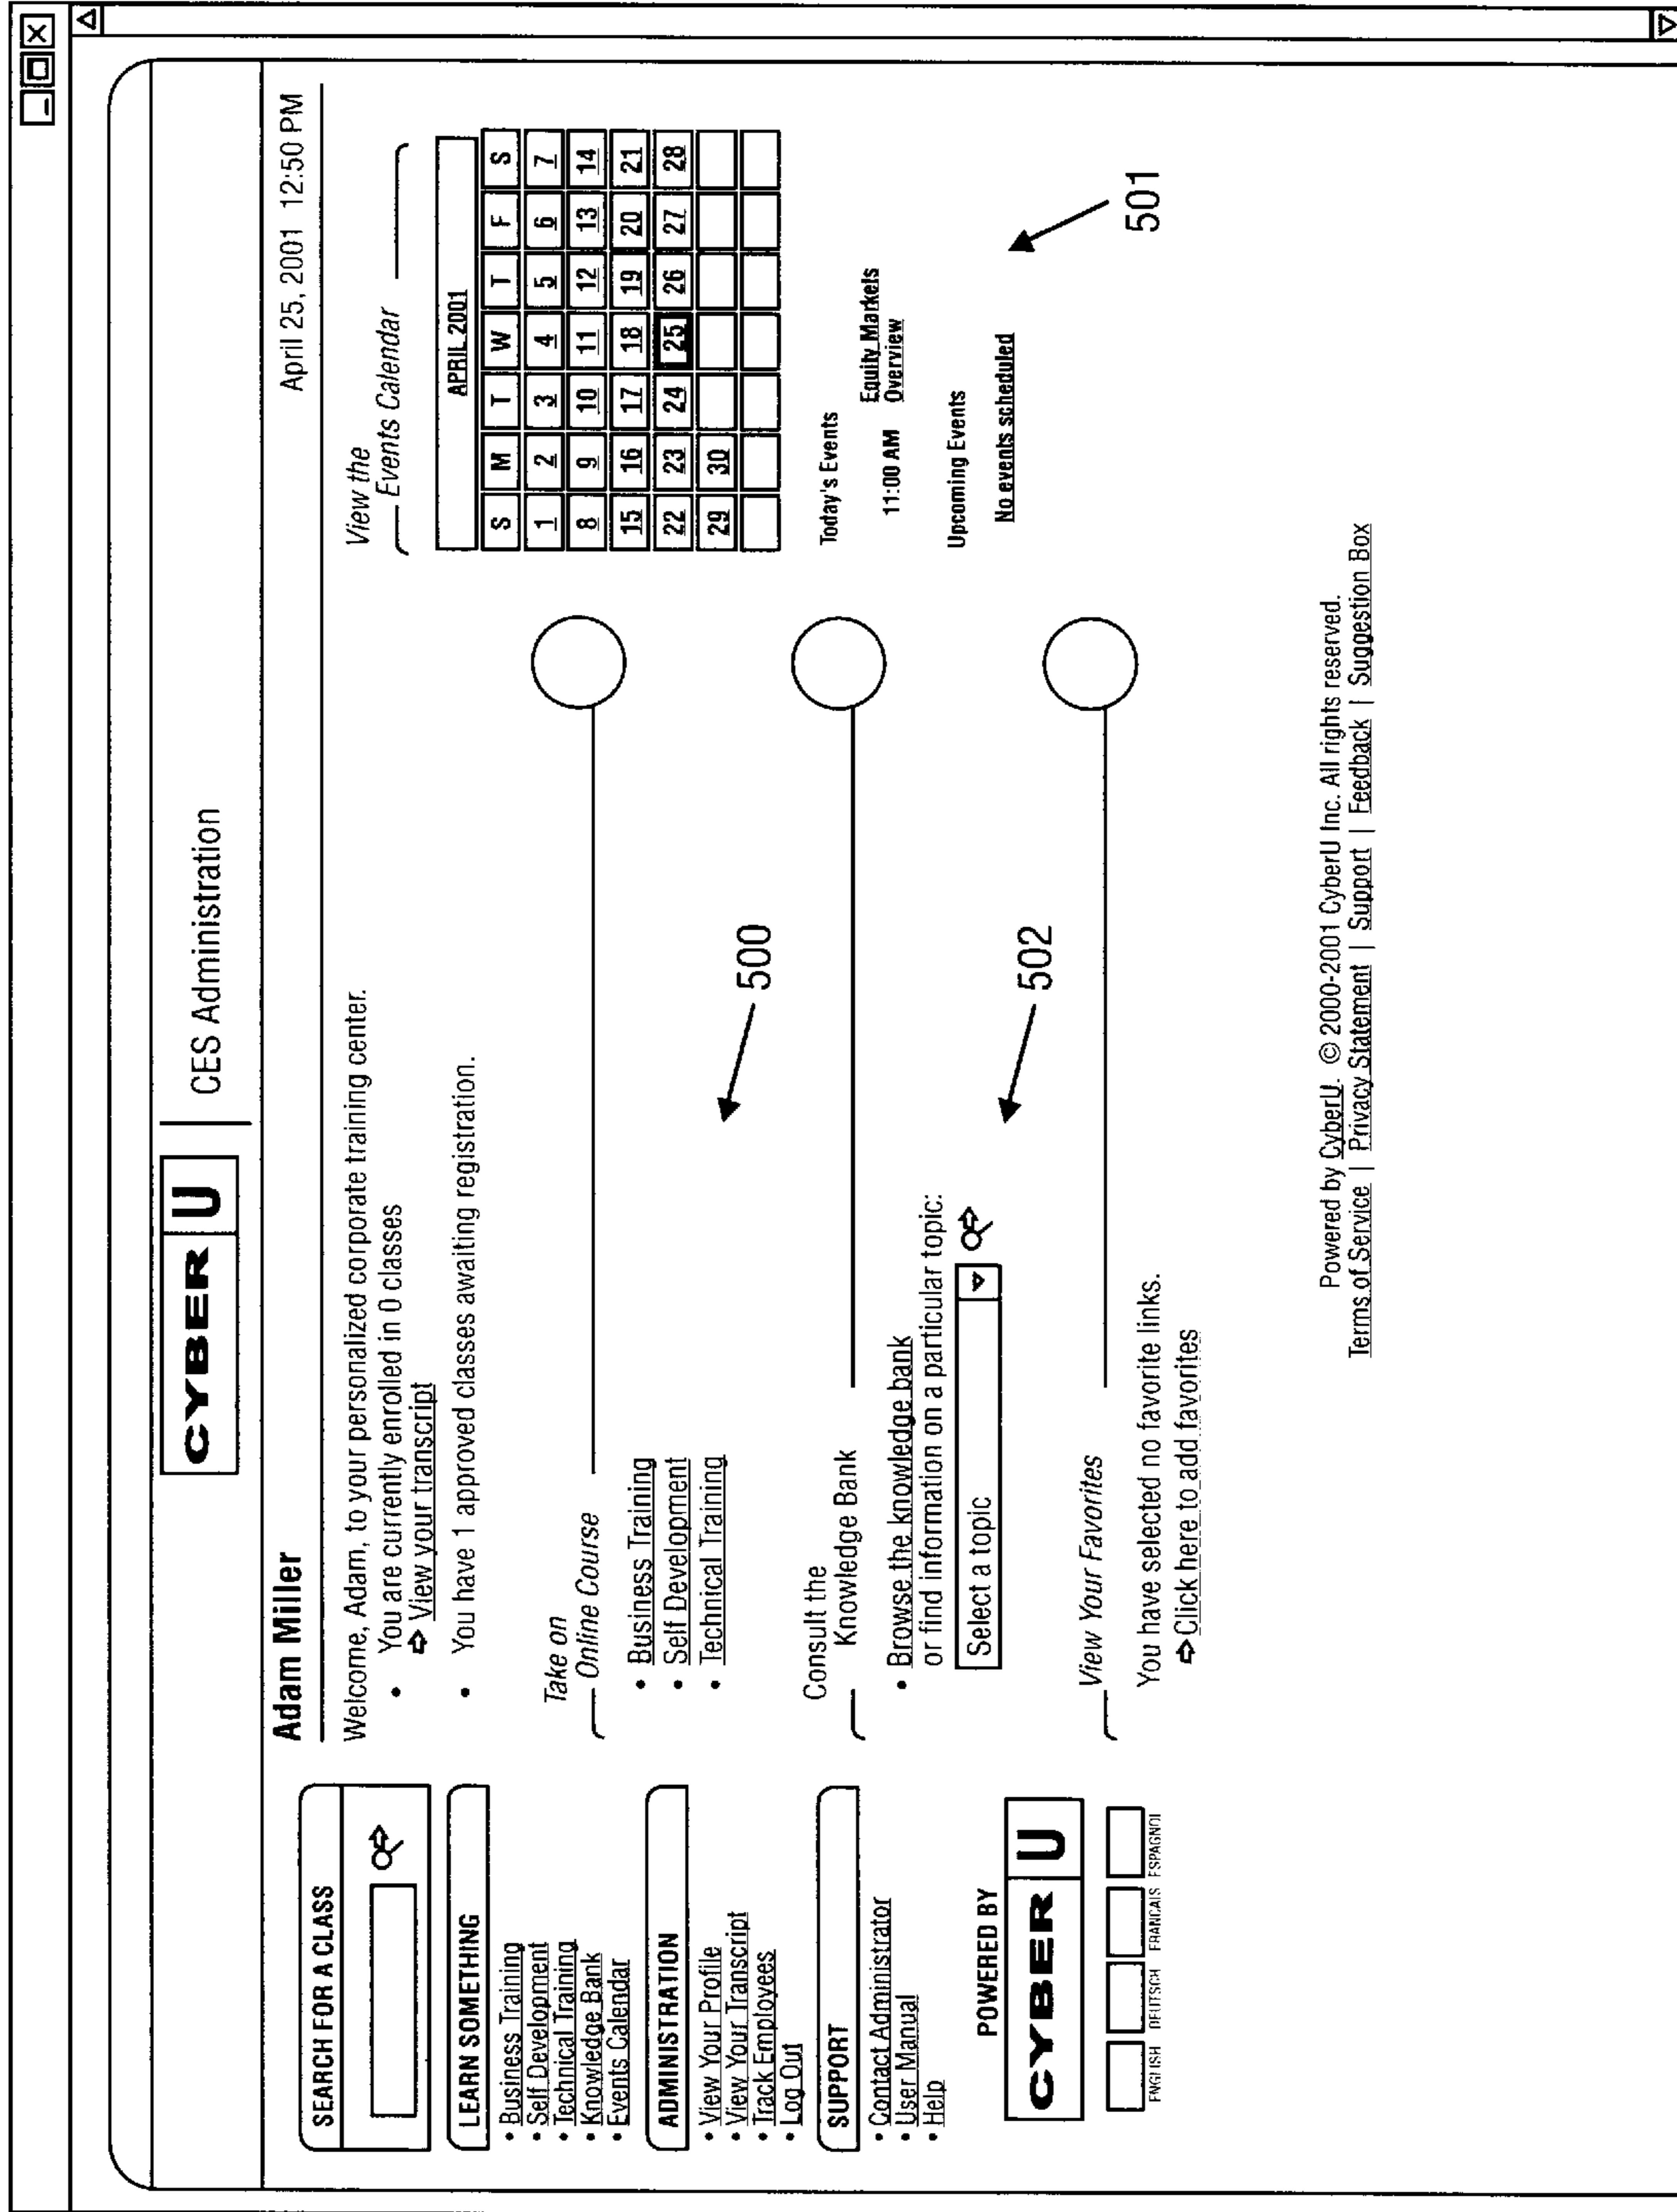 CYBER U
CES Administration
SEARCH FOR A CLASS
LEARN SOMETHING
• Business Training
• Self Development
• Technical Training
• Knowledge Bank
• Events Calendar
ADMINISTRATION
• View Your Profile
• View Your Transcript
• Track Employees
• Log Out
SUPPORT
• Contact Administrator
• User Manual
• Help
POWERED BY
CYBER U
ENGLISH DEUTSCH FRANCAIS ESPAGNOL
Adam Miller
April 25, 2001 12:50 PM
Welcome, Adam, to your personalized corporate training center.
• You are currently enrolled in 0 classes
View your transcript
• You have 1 approved classes awaiting registration.
Take on
Online Course
• Business Training
• Self Development
• Technical Training
500
Consult the
Knowledge Bank
• Browse the knowledge bank
or find information on a particular topic:
Select a topic
502
View Your Favorites
You have selected no favorite links.
Click here to add favorites
View the
Events Calendar
APRIL 2001
S M T W T F S
1 2 3 4 5 6 7
8 9 10 11 12 13 14
15 16 17 18 19 20 21
22 23 24 25 26 27 28
29 30
Today's Events
11:00 AM Equity Markets
Overview
Upcoming Events
No events scheduled
501
Powered by CyberU. © 2000-2001 CyberU Inc. All rights reserved.
Terms of Service | Privacy Statement | Support | Feedback | Suggestion Box